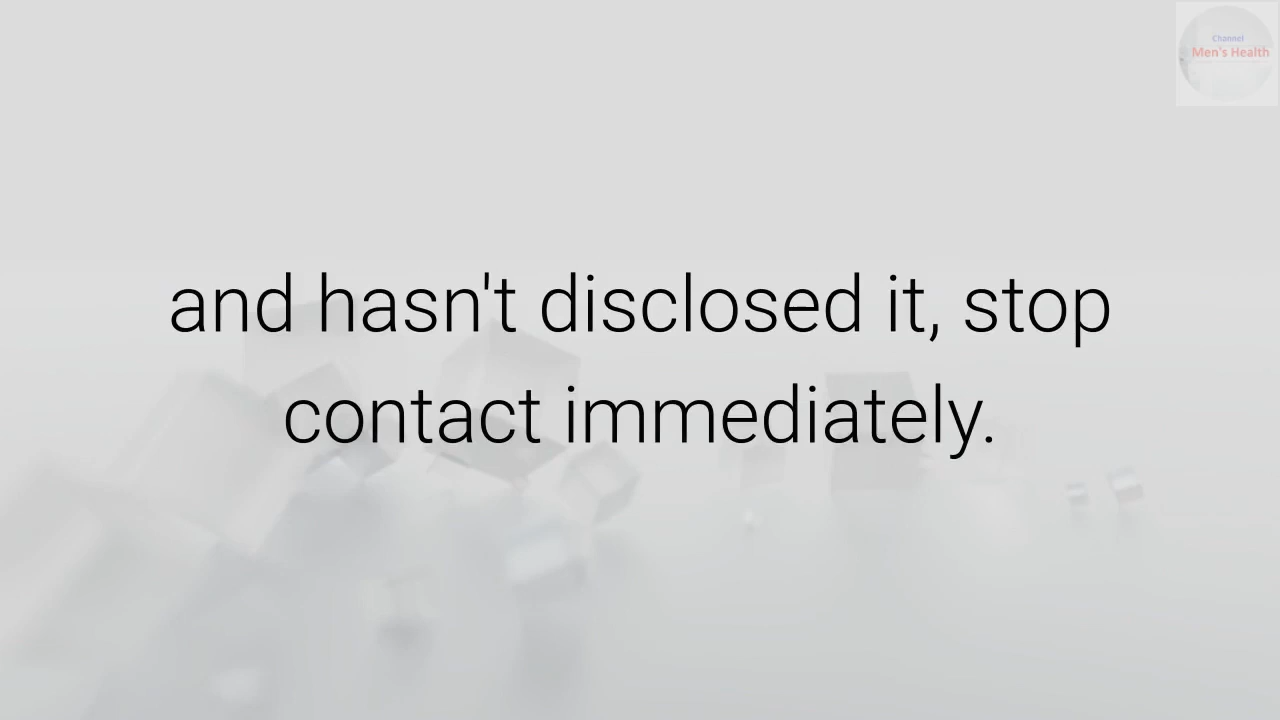 Channel
Men's Health
and hasn't disclosed it, stop
contact immediately.